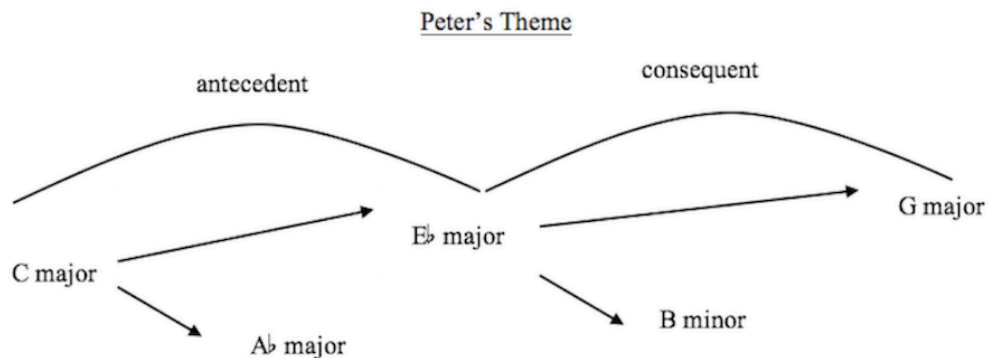 Peter's Theme
antecedent
consequent
C major
A♭ major
E♭ major
B minor
G major